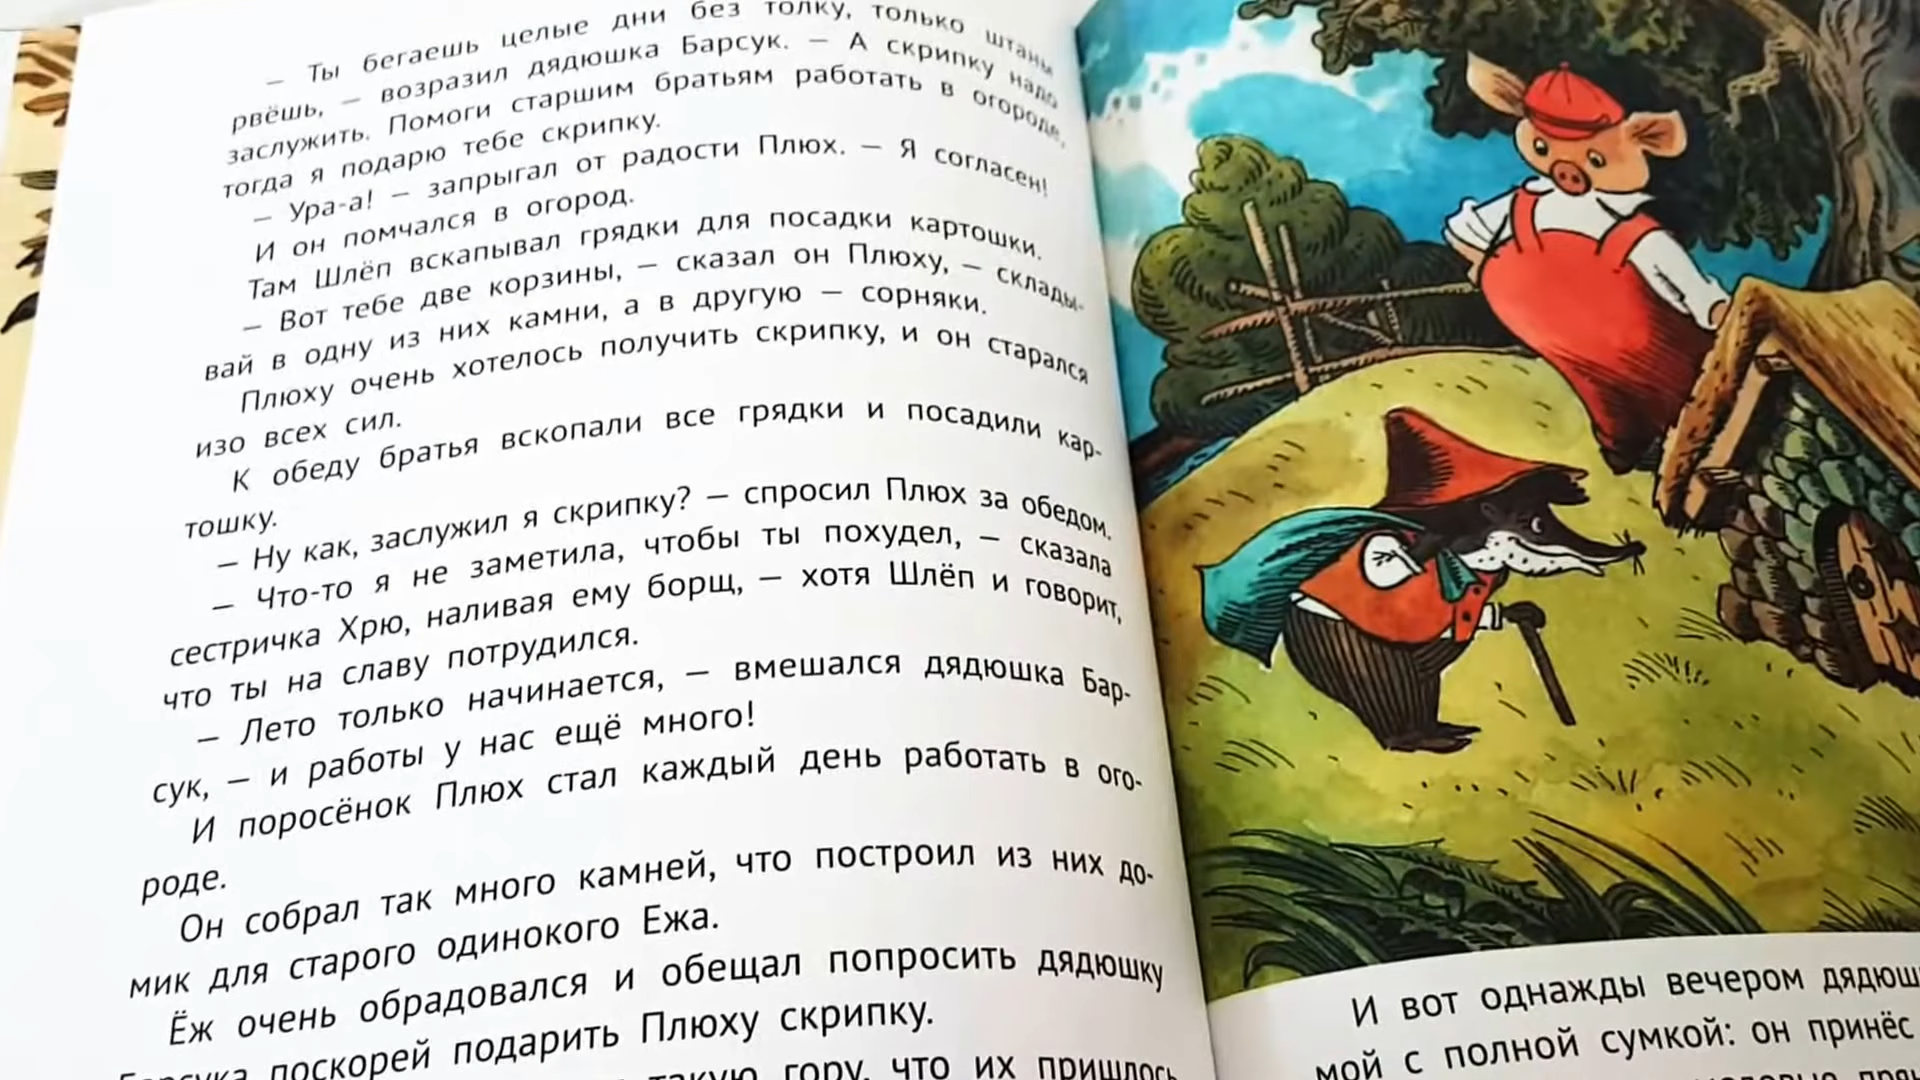 — Ты бегаешь целые дни без толку, только штаны
рвёшь, — возразил дядюшка Барсук. — А скрипку надо
заслужить. Помоги старшим братьям работать в огороде,
тогда я подарю тебе скрипку.
— Ура-а! — запрыгал от радости Плюх. — Я согласен!
И он помчался в огород.
Там Шлёп вскапывал грядки для посадки картошки.
— Вот тебе две корзины, — сказал он Плюху, — склады-
вай в одну из них камни, а в другую — сорняки.
Плюху очень хотелось получить скрипку, и он старался
изо всех сил.
К обеду братья вскопали все грядки и посадили кар-
тошку.
— Ну как, заслужил я скрипку? — спросил Плюх за обедом.
— Что-то я не заметила, чтобы ты похудел, — сказала
сестричка Хрю, наливая ему борщ, — хотя Шлёп и говорит,
что ты на славу потрудился.
— Лето только начинается, — вмешался дядюшка Бар-
сук, — и работы у нас ещё много!
И поросёнок Плюх стал каждый день работать в ого-
роде.
Он собрал так много камней, что построил из них до-
мик для старого одинокого Ежа.
Ёж очень обрадовался и обещал попросить дядюшку
Барсука поскорей подарить Плюху скрипку.
такую гору, что их пришлось
И вот однажды вечером
мой с полной сумкой: он принёс